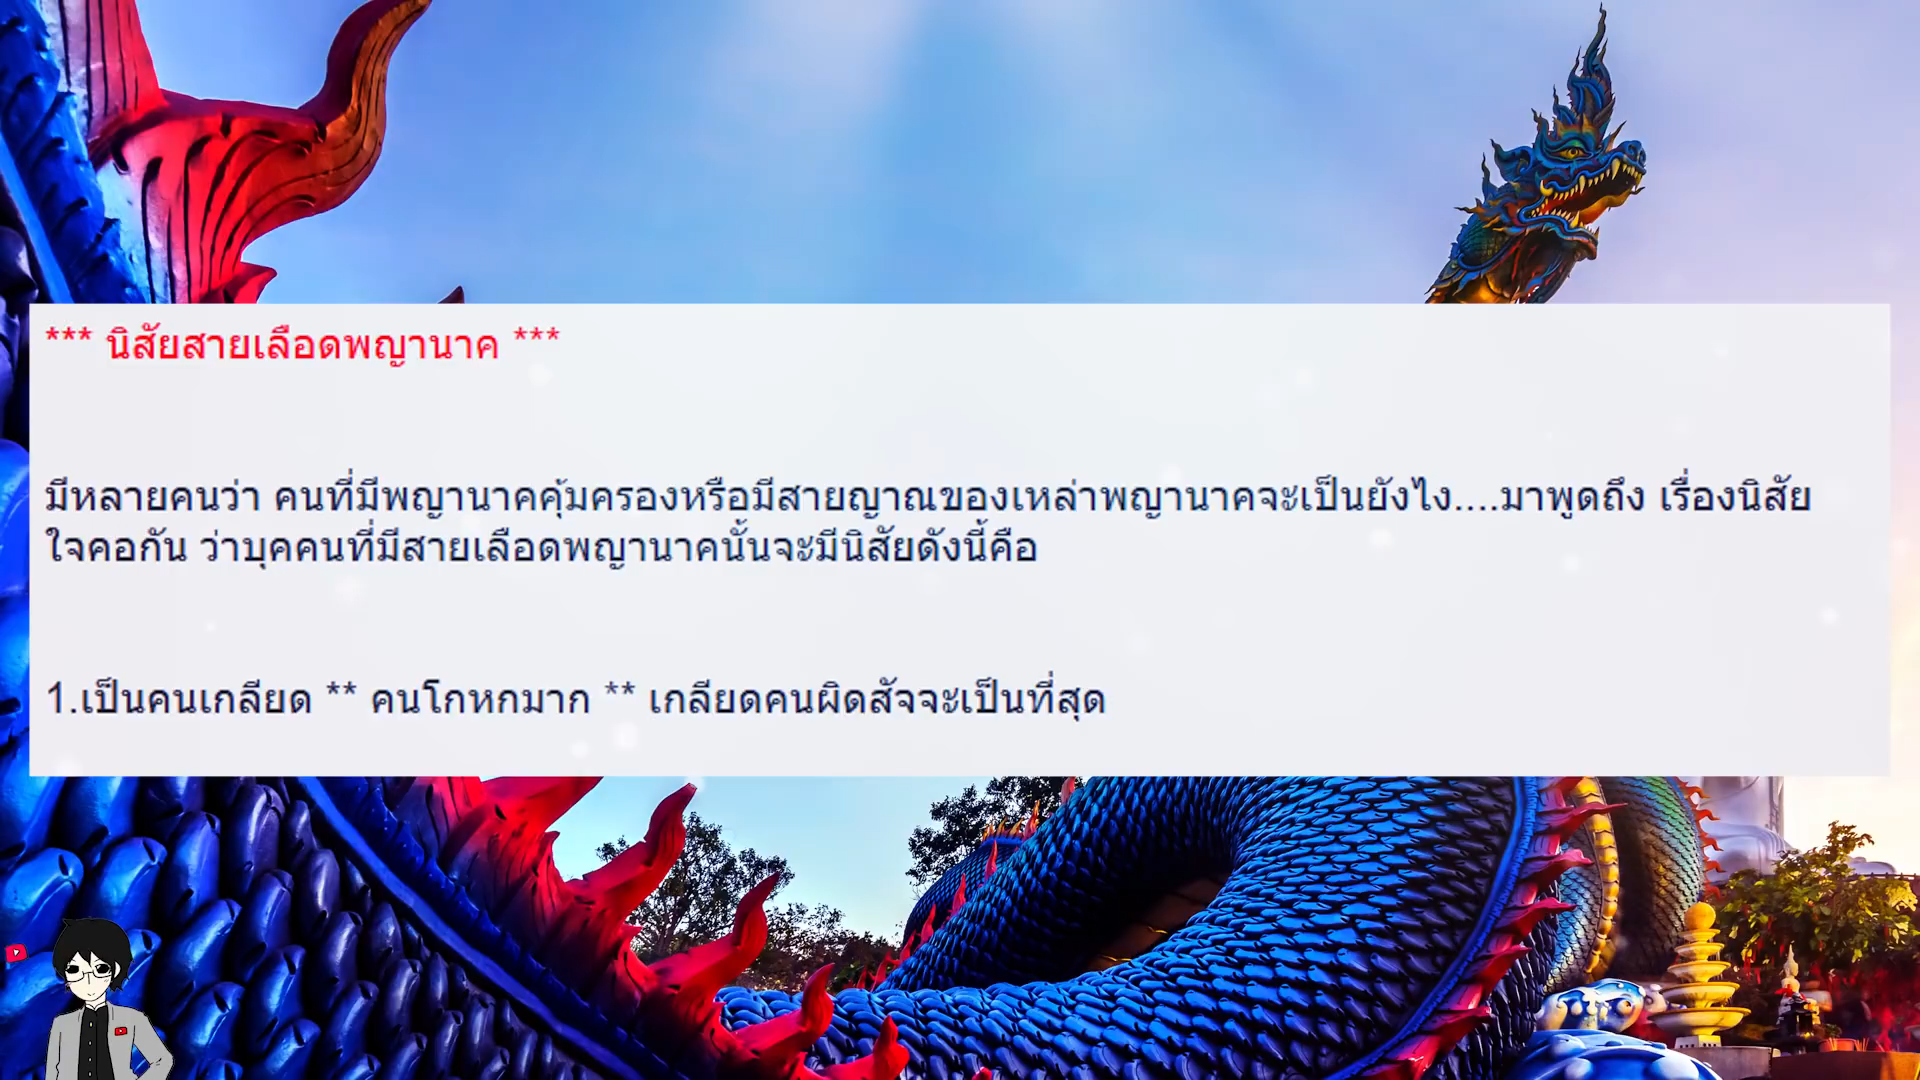 *** นิสัยสายเลือดพญานาค ***
มีหลายคนว่า คนที่มีพญานาคคุ้มครองหรือมีสายญาณของเหล่าพญานาคจะเป็นยังไง....มาพูดถึง เรื่องนิสัย
ใจคอกัน ว่าบุคคนที่มีสายเลือดพญานาคนั้นจะมีนิสัยดังนี้คือ
1.เป็นคนเกลียด ** คนโกหกมาก ** เกลียดคนผิดสัจจะเป็นที่สุด